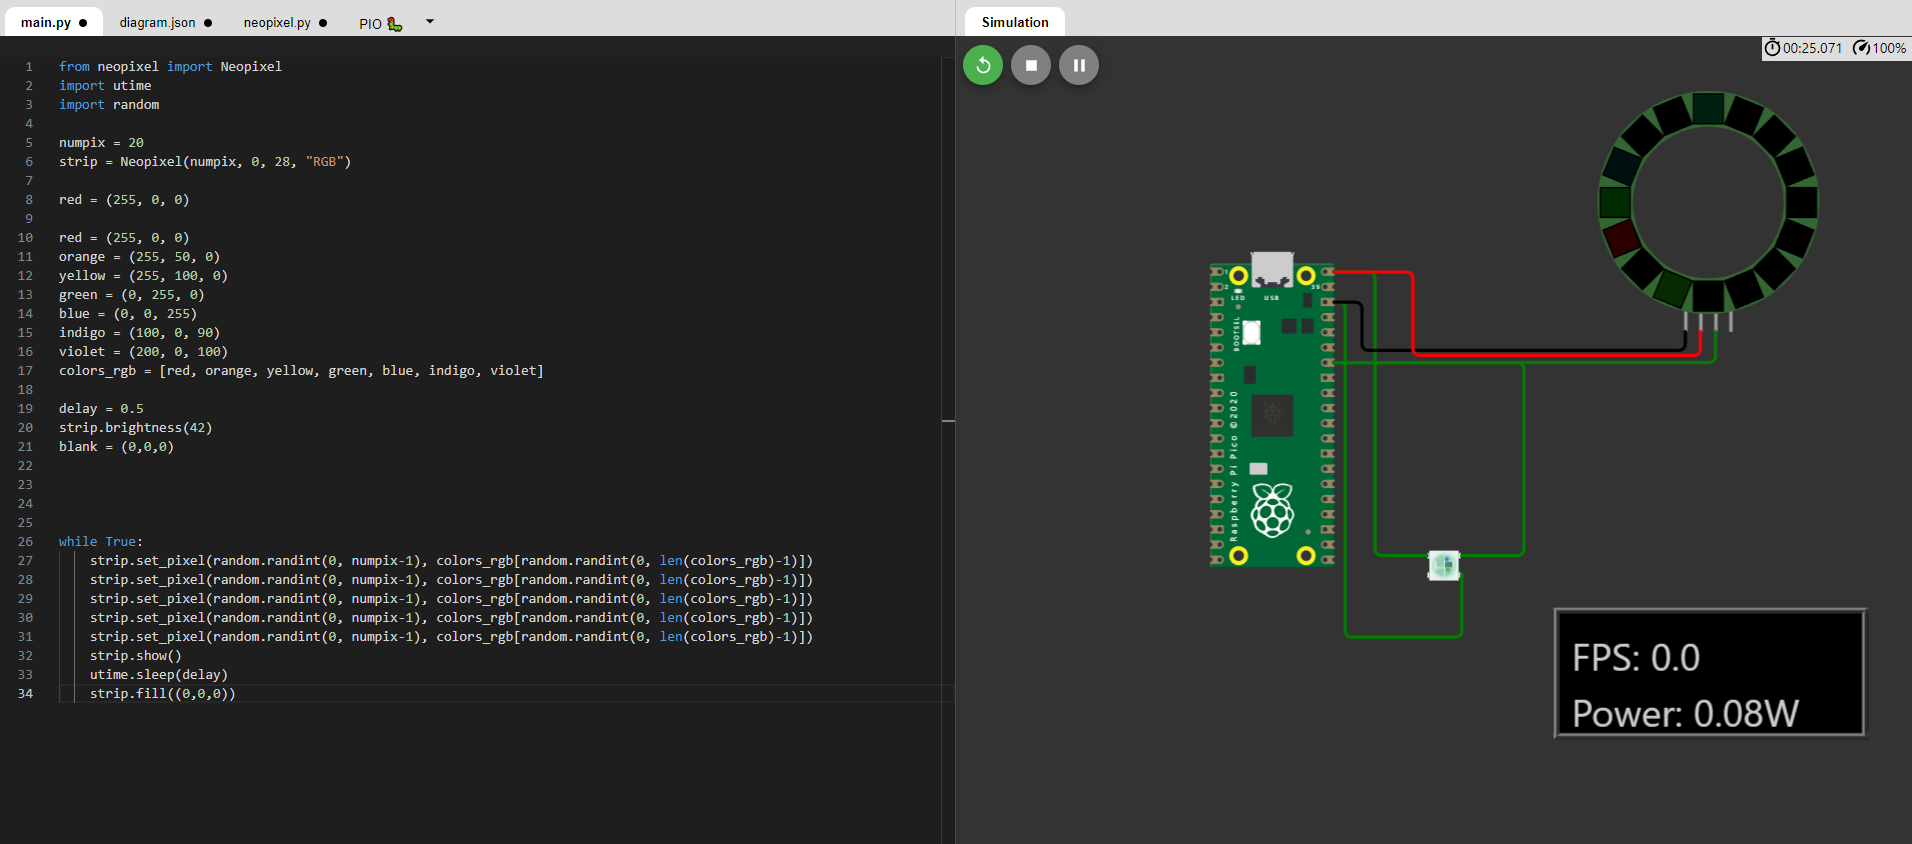 main.py
diagram.json
neopixel.py
PIO
1 from neopixel import Neopixel
2 import utime
3 import random
4
5 numpix = 20
6 strip = Neopixel(numpix, 0, 28, "RGB")
7
8 red = (255, 0, 0)
9
10 red = (255, 0, 0)
11 orange = (255, 50, 0)
12 yellow = (255, 100, 0)
13 green = (0, 255, 0)
14 blue = (0, 0, 255)
15 indigo = (100, 0, 90)
16 violet = (200, 0, 100)
17 colors_rgb = [red, orange, yellow, green, blue, indigo, violet]
18
19 delay = 0.5
20 strip.brightness(42)
21 blank = (0,0,0)
22
23
24
25
26 while True:
27 strip.set_pixel(random.randint(0, numpix-1), colors_rgb[random.randint(0, len(colors_rgb)-1)])
28 strip.set_pixel(random.randint(0, numpix-1), colors_rgb[random.randint(0, len(colors_rgb)-1)])
29 strip.set_pixel(random.randint(0, numpix-1), colors_rgb[random.randint(0, len(colors_rgb)-1)])
30 strip.set_pixel(random.randint(0, numpix-1), colors_rgb[random.randint(0, len(colors_rgb)-1)])
31 strip.set_pixel(random.randint(0, numpix-1), colors_rgb[random.randint(0, len(colors_rgb)-1)])
32 strip.show()
33 utime.sleep(delay)
34 strip.fill((0,0,0))
Simulation
00:25.071
100%
1
2
39
LED
USB
BOOTSEL
Raspberry Pi Pico ©2020
FPS: 0.0
Power: 0.08W